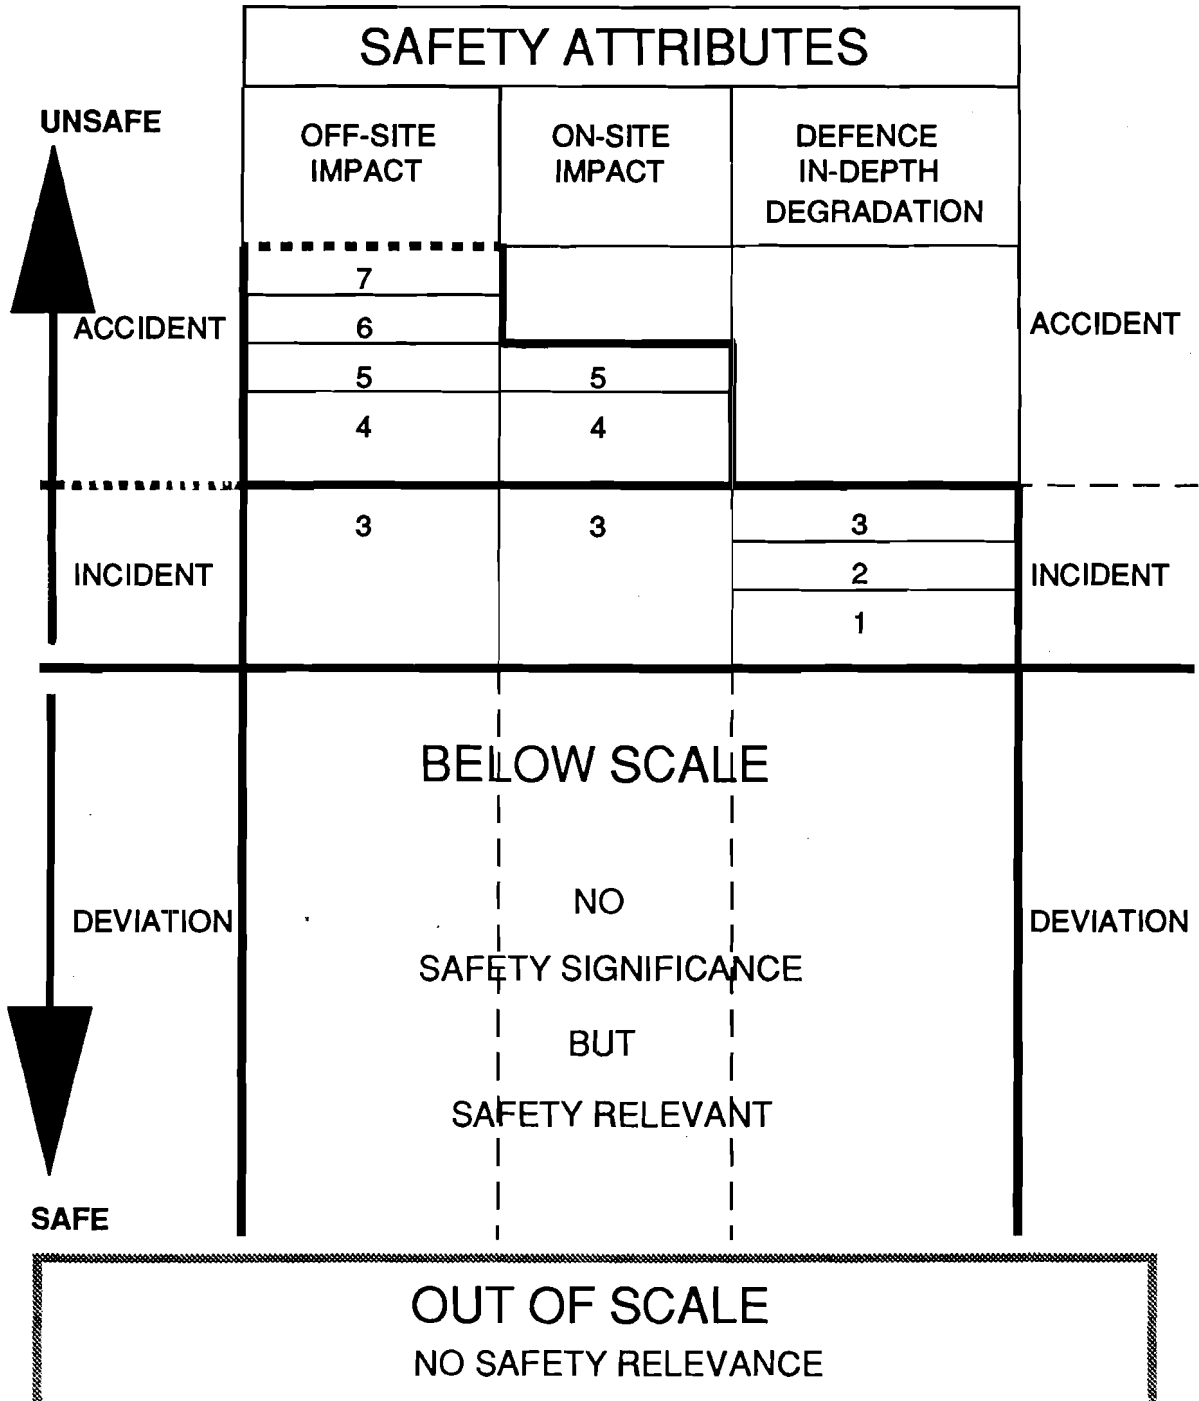 SAFETY ATTRIBUTES
UNSAFE
OFF-SITE
IMPACT
ON-SITE
IMPACT
DEFENCE
IN-DEPTH
DEGRADATION
7
ACCIDENT
6
ACCIDENT
5
5
4
4
3
3
3
INCIDENT
2
INCIDENT
1
BELOW SCALE
NO
DEVIATION
DEVIATION
SAFETY SIGNIFICANCE
BUT
SAFETY RELEVANT
SAFE
OUT OF SCALE
NO SAFETY RELEVANCE